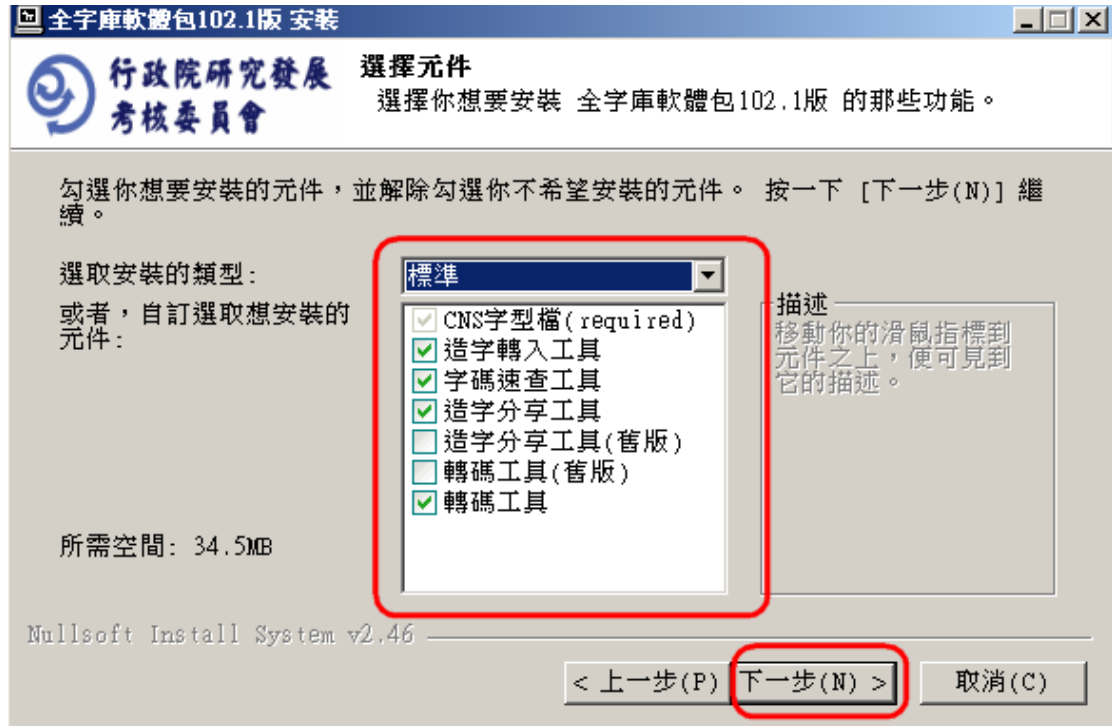 全字庫軟體包102.1版 安裝
行政院研究發展
考核委員會
選擇元件
選擇你想要安裝 全字庫軟體包102.1版 的那些功能。
勾選你想要安裝的元件，並解除勾選你不希望安裝的元件。 按一下 [下一步(N)] 繼
續。
選取安裝的類型:
標準
或者，自訂選取想安裝的
元件:
CNS字型檔(required)
造字轉入工具
字碼速查工具
造字分享工具
造字分享工具(舊版)
轉碼工具(舊版)
轉碼工具
描述
移動你的滑鼠指標到
元件之上，便可見到
它的描述。
所需空間: 34.5MB
Nullsoft Install System v2.46
< 上一步(P)
下一步(N) >
取消(C)